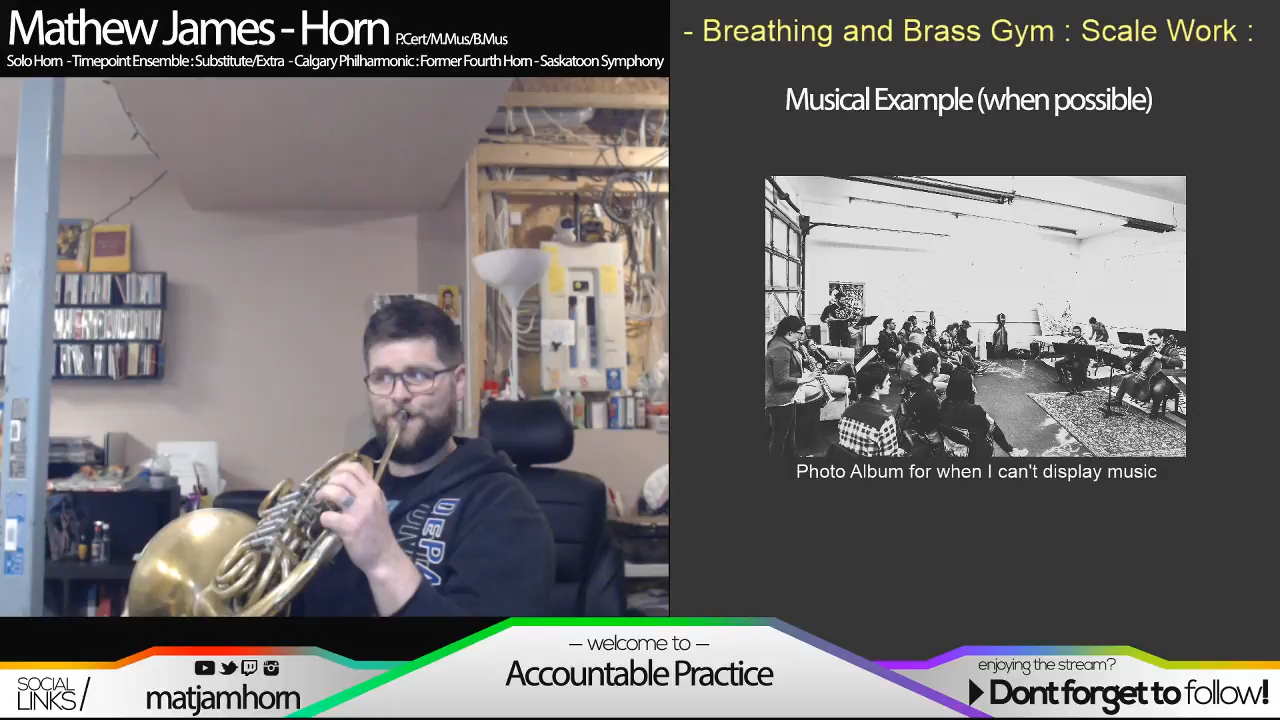 Mathew James - Horn P.Cert/M.Mus/B.Mus
Solo Horn - Timepoint Ensemble : Substitute/Extra - Calgary Philharmonic : Former Fourth Horn - Saskatoon Symphony
- Breathing and Brass Gym : Scale Work :
Musical Example (when possible)
Photo Album for when I can't display music
DEPA
UNI
— welcome to —
Accountable Practice
SOCIAL
LINKS /
matjamhorn
enjoying the stream?
Dont forget to follow!